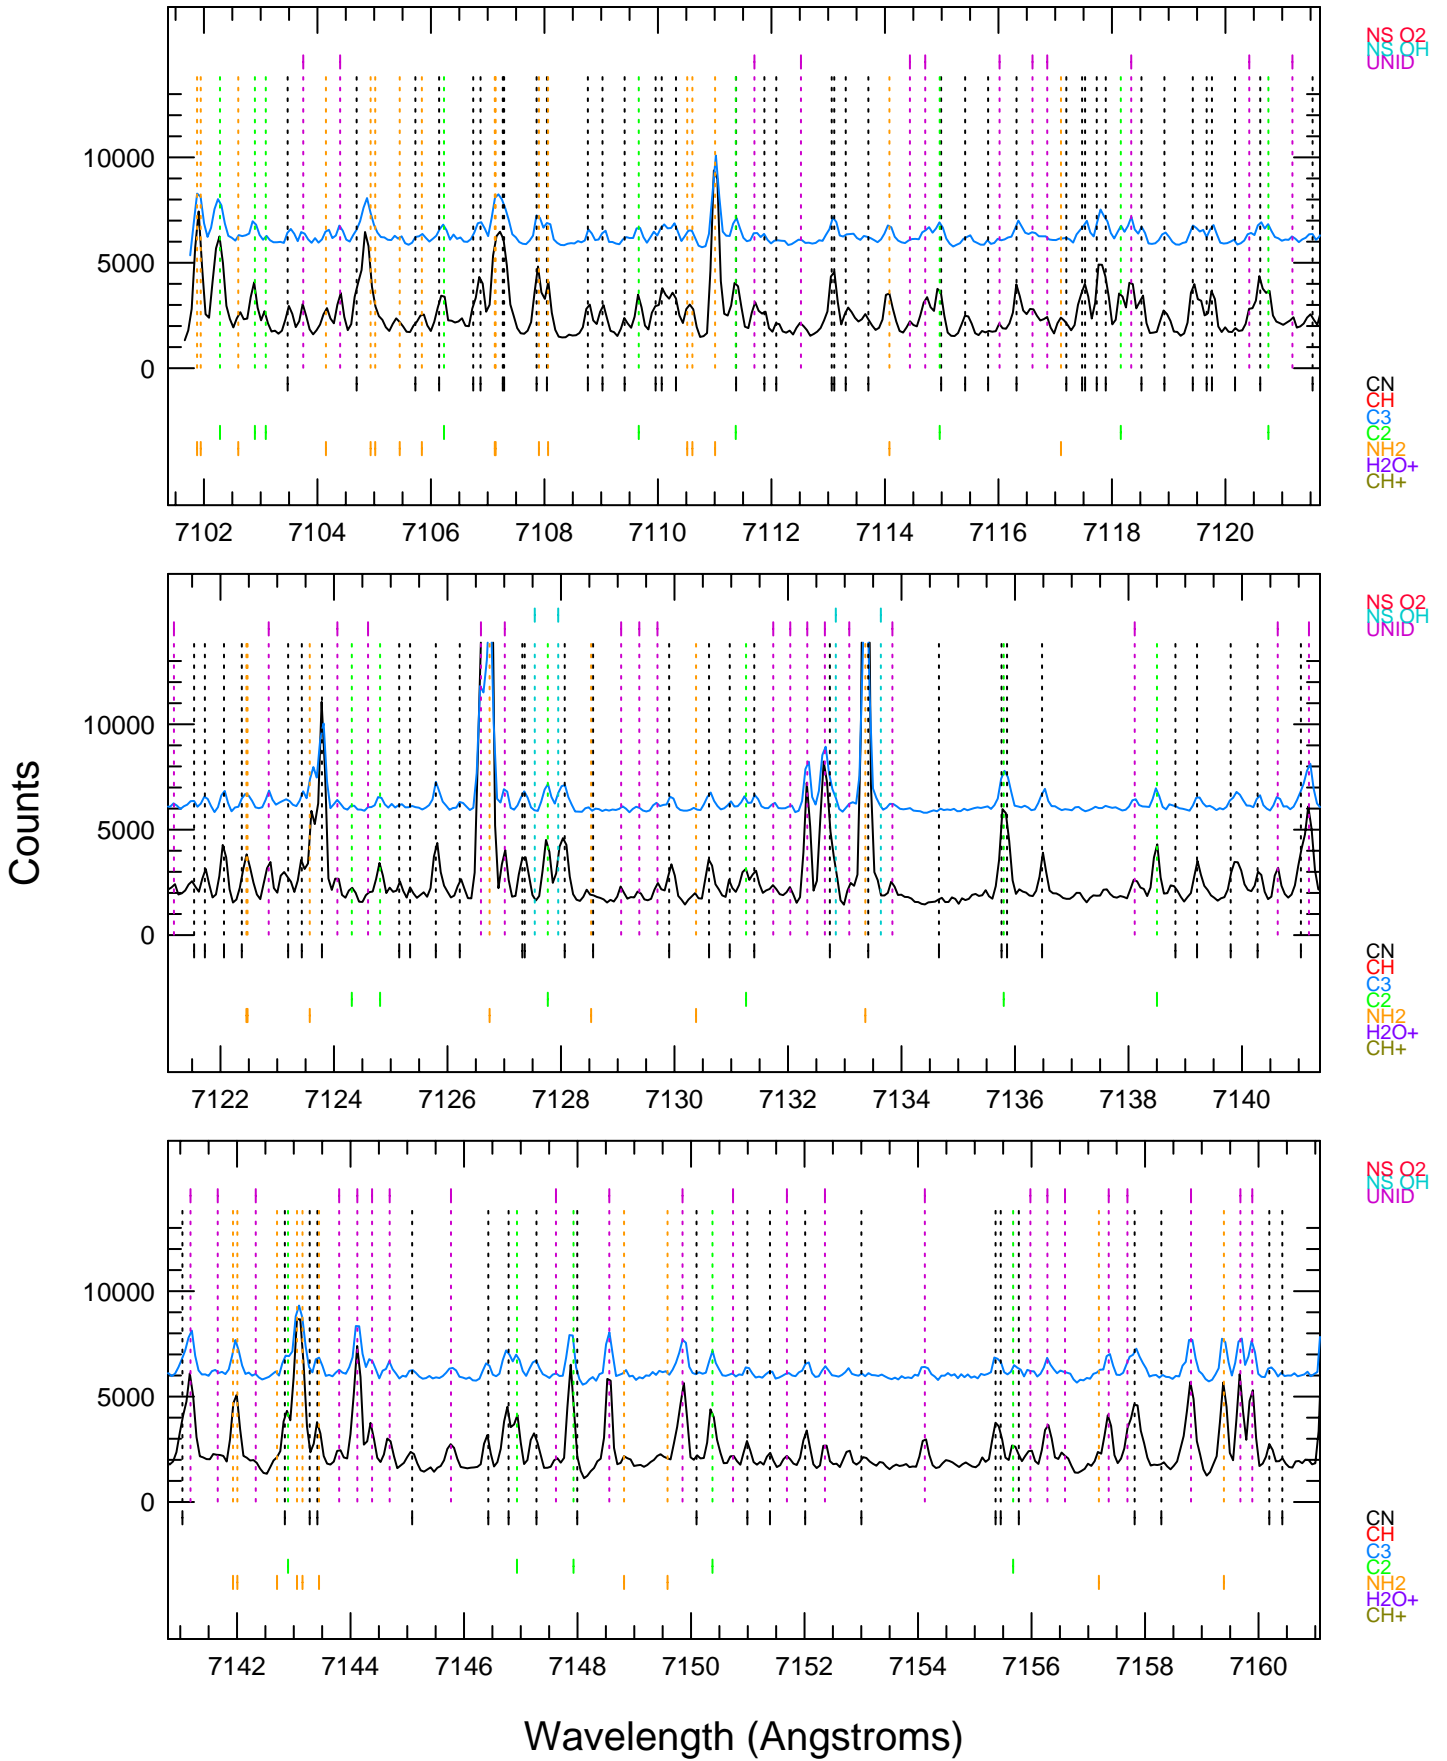 NS O2
NS OH
UNID
10000
5000
0
CN
CH
C3
C2
NH2
H2O+
CH+
7102 7104 7106 7108 7110 7112 7114 7116 7118 7120
NS O2
NS OH
UNID
10000
5000
0
Counts
CN
CH
C3
C2
NH2
H2O+
CH+
7122 7124 7126 7128 7130 7132 7134 7136 7138 7140
NS O2
NS OH
UNID
10000
5000
0
CN
CH
C3
C2
NH2
H2O+
CH+
7142 7144 7146 7148 7150 7152 7154 7156 7158 7160
Wavelength (Angstroms)